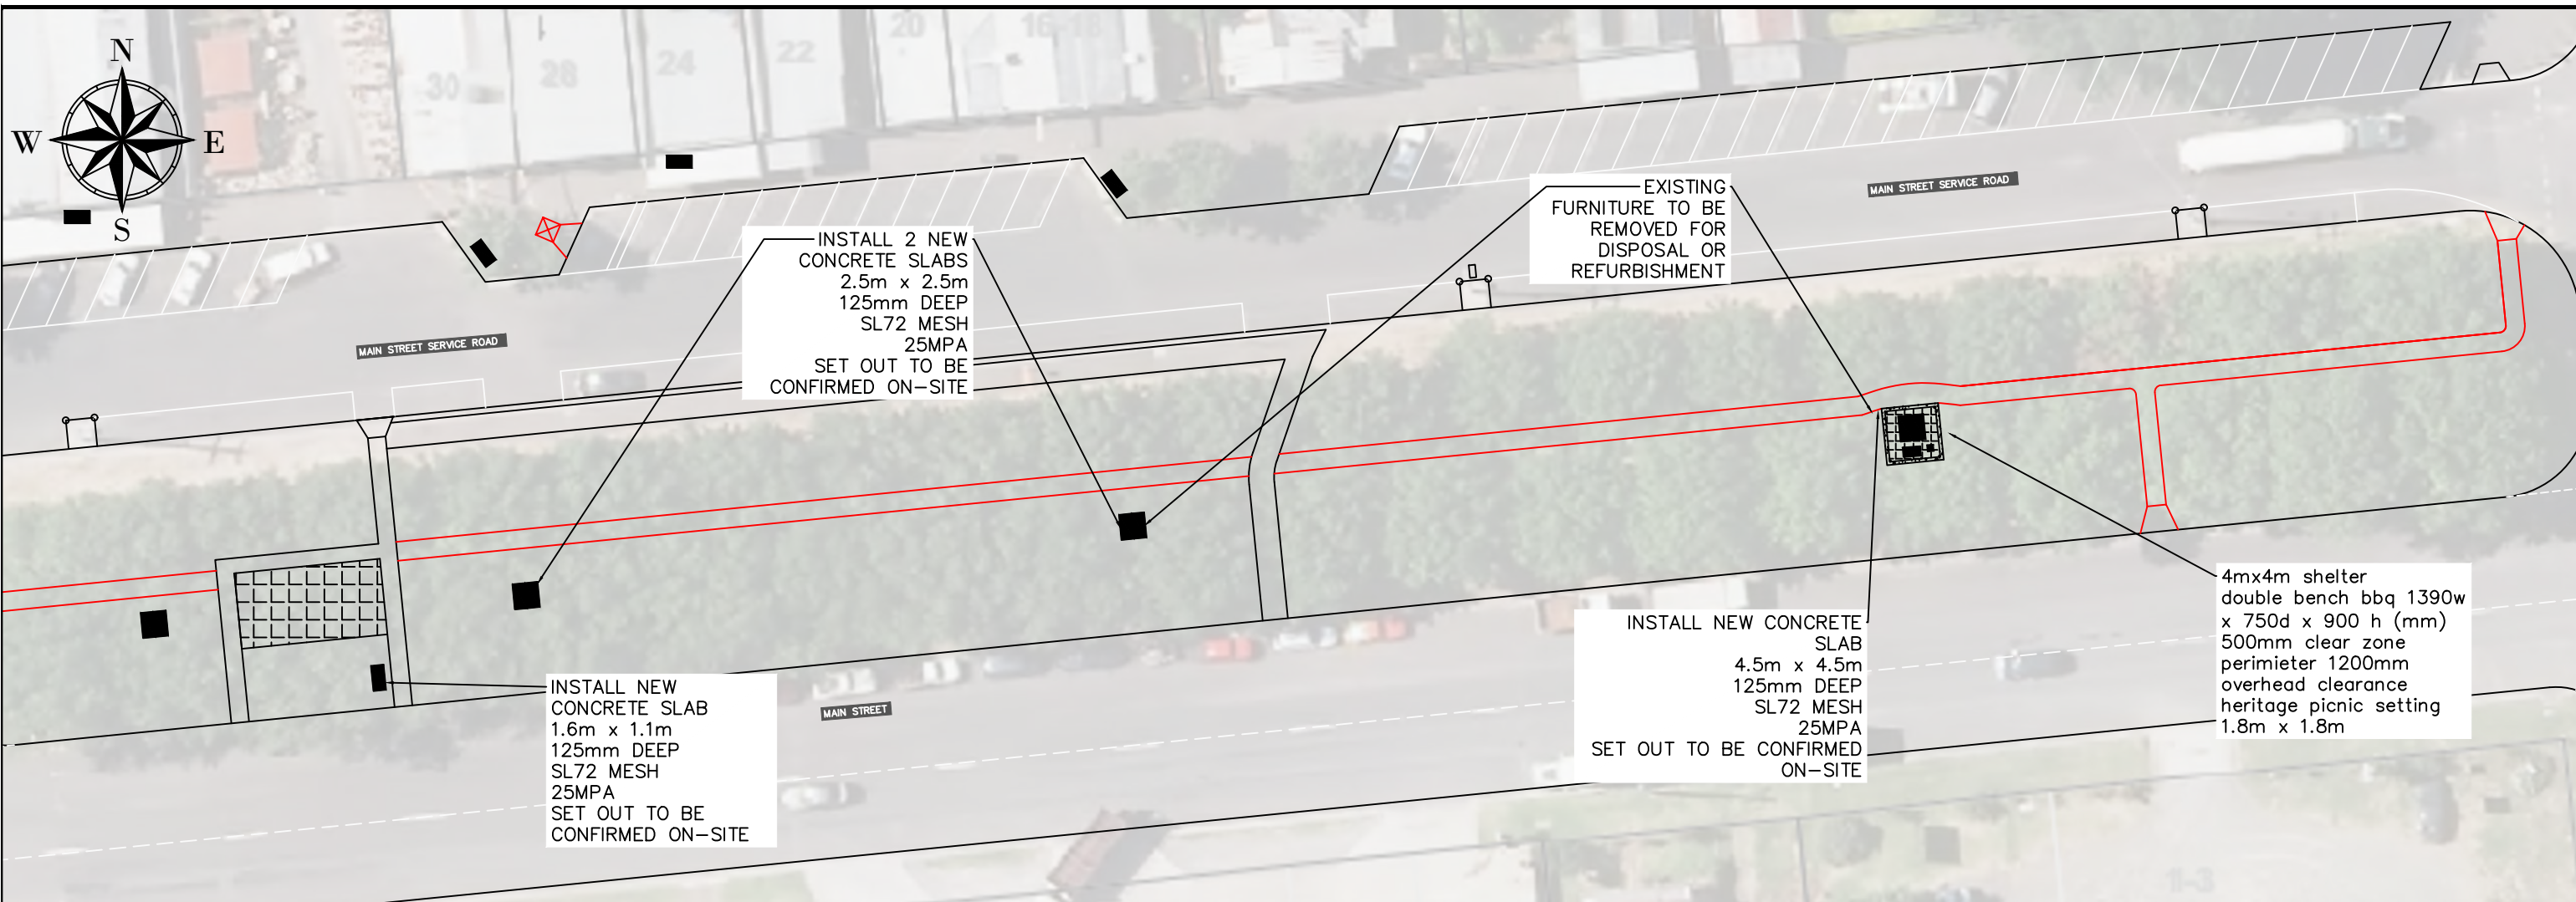 N
W
E
S
30
28
24
22
20
16-18
MAIN STREET SERVICE ROAD
EXISTING
FURNITURE TO BE
REMOVED FOR
DISPOSAL OR
REFURBISHMENT
INSTALL 2 NEW
CONCRETE SLABS
2.5m x 2.5m
125mm DEEP
SL72 MESH
25MPA
SET OUT TO BE
CONFIRMED ON-SITE
MAIN STREET SERVICE ROAD
INSTALL NEW
CONCRETE SLAB
1.6m x 1.1m
125mm DEEP
SL72 MESH
25MPA
SET OUT TO BE
CONFIRMED ON-SITE
MAIN STREET
INSTALL NEW CONCRETE
SLAB
4.5m x 4.5m
125mm DEEP
SL72 MESH
25MPA
SET OUT TO BE CONFIRMED
ON-SITE
4mx4m shelter
double bench bbq 1390w
x 750d x 900 h (mm)
500mm clear zone
perimieter 1200mm
overhead clearance
heritage picnic setting
1.8m x 1.8m
1-3